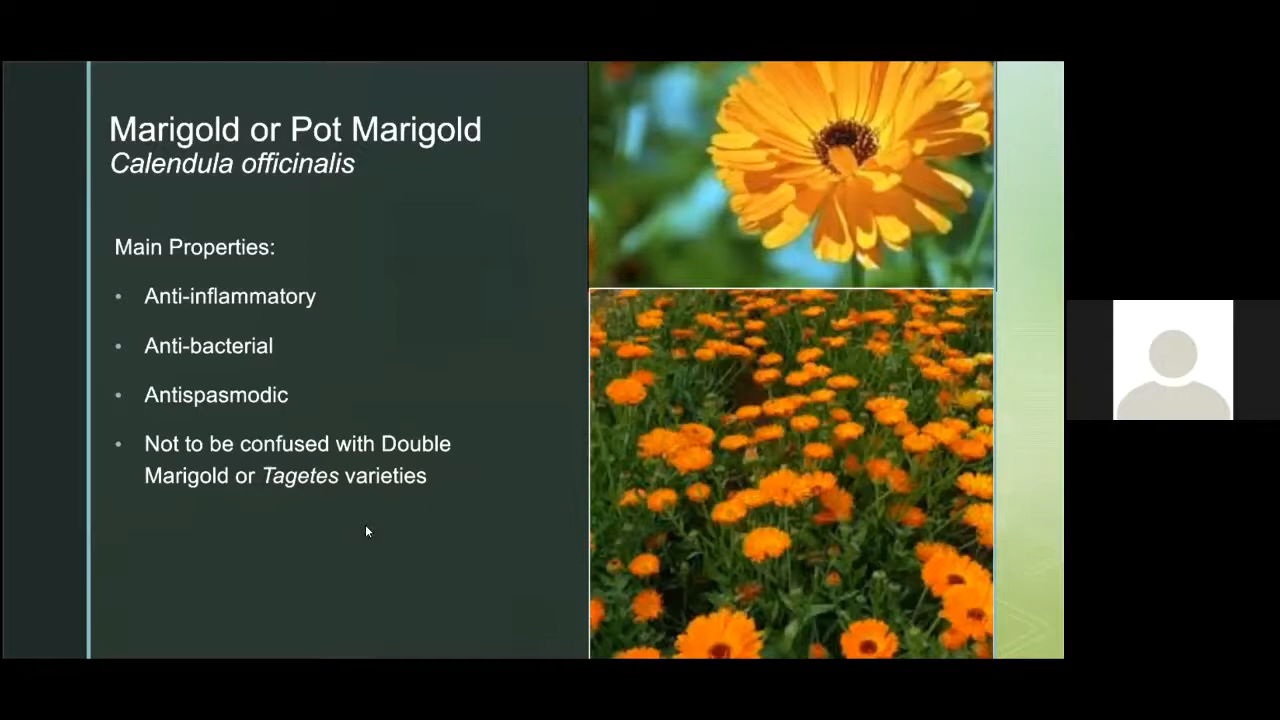 Marigold or Pot Marigold
Calendula officinalis
Main Properties:
• Anti-inflammatory
• Anti-bacterial
• Antispasmodic
• Not to be confused with Double
Marigold or Tagetes varieties